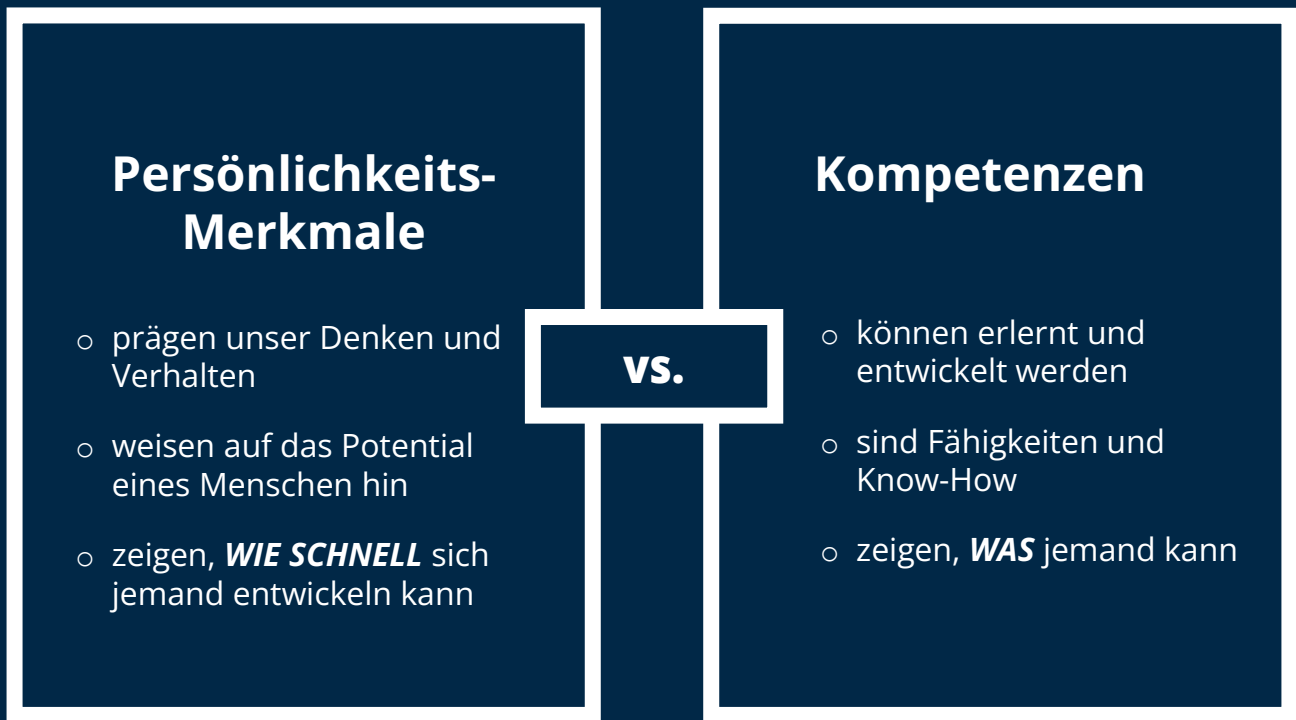 Persönlichkeits-
Merkmale
○ prägen unser Denken und
Verhalten
○ weisen auf das Potential
eines Menschen hin
○ zeigen, WIE SCHNELL sich
jemand entwickeln kann
vs.
Kompetenzen
○ können erlernt und
entwickelt werden
○ sind Fähigkeiten und
Know-How
○ zeigen, WAS jemand kann